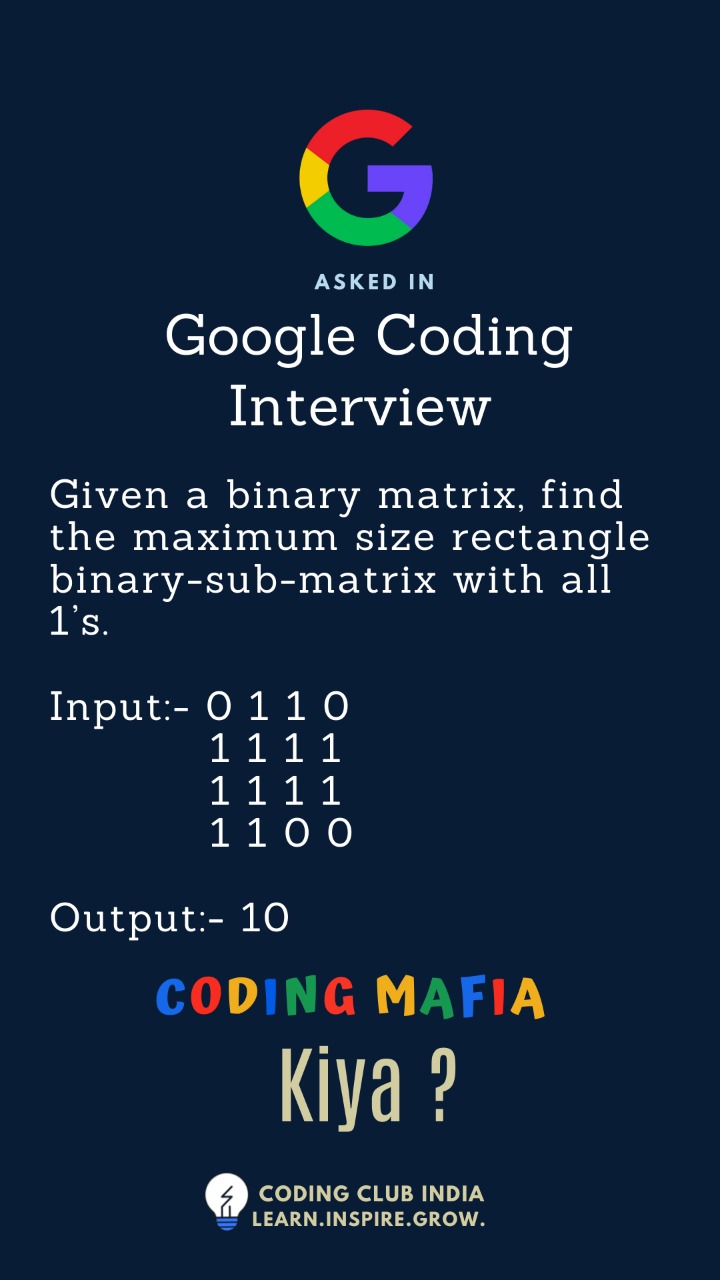 ASKED IN
Google Coding
Interview
Given a binary matrix, find
the maximum size rectangle
binary-sub-matrix with all
1's.
Input:- 0 1 1 0
1 1 1 1
1 1 1 1
1 1 0 0
Output:- 10
CODING MAFIA
Kiya ?
CODING CLUB INDIA
LEARN.INSPIRE.GROW.